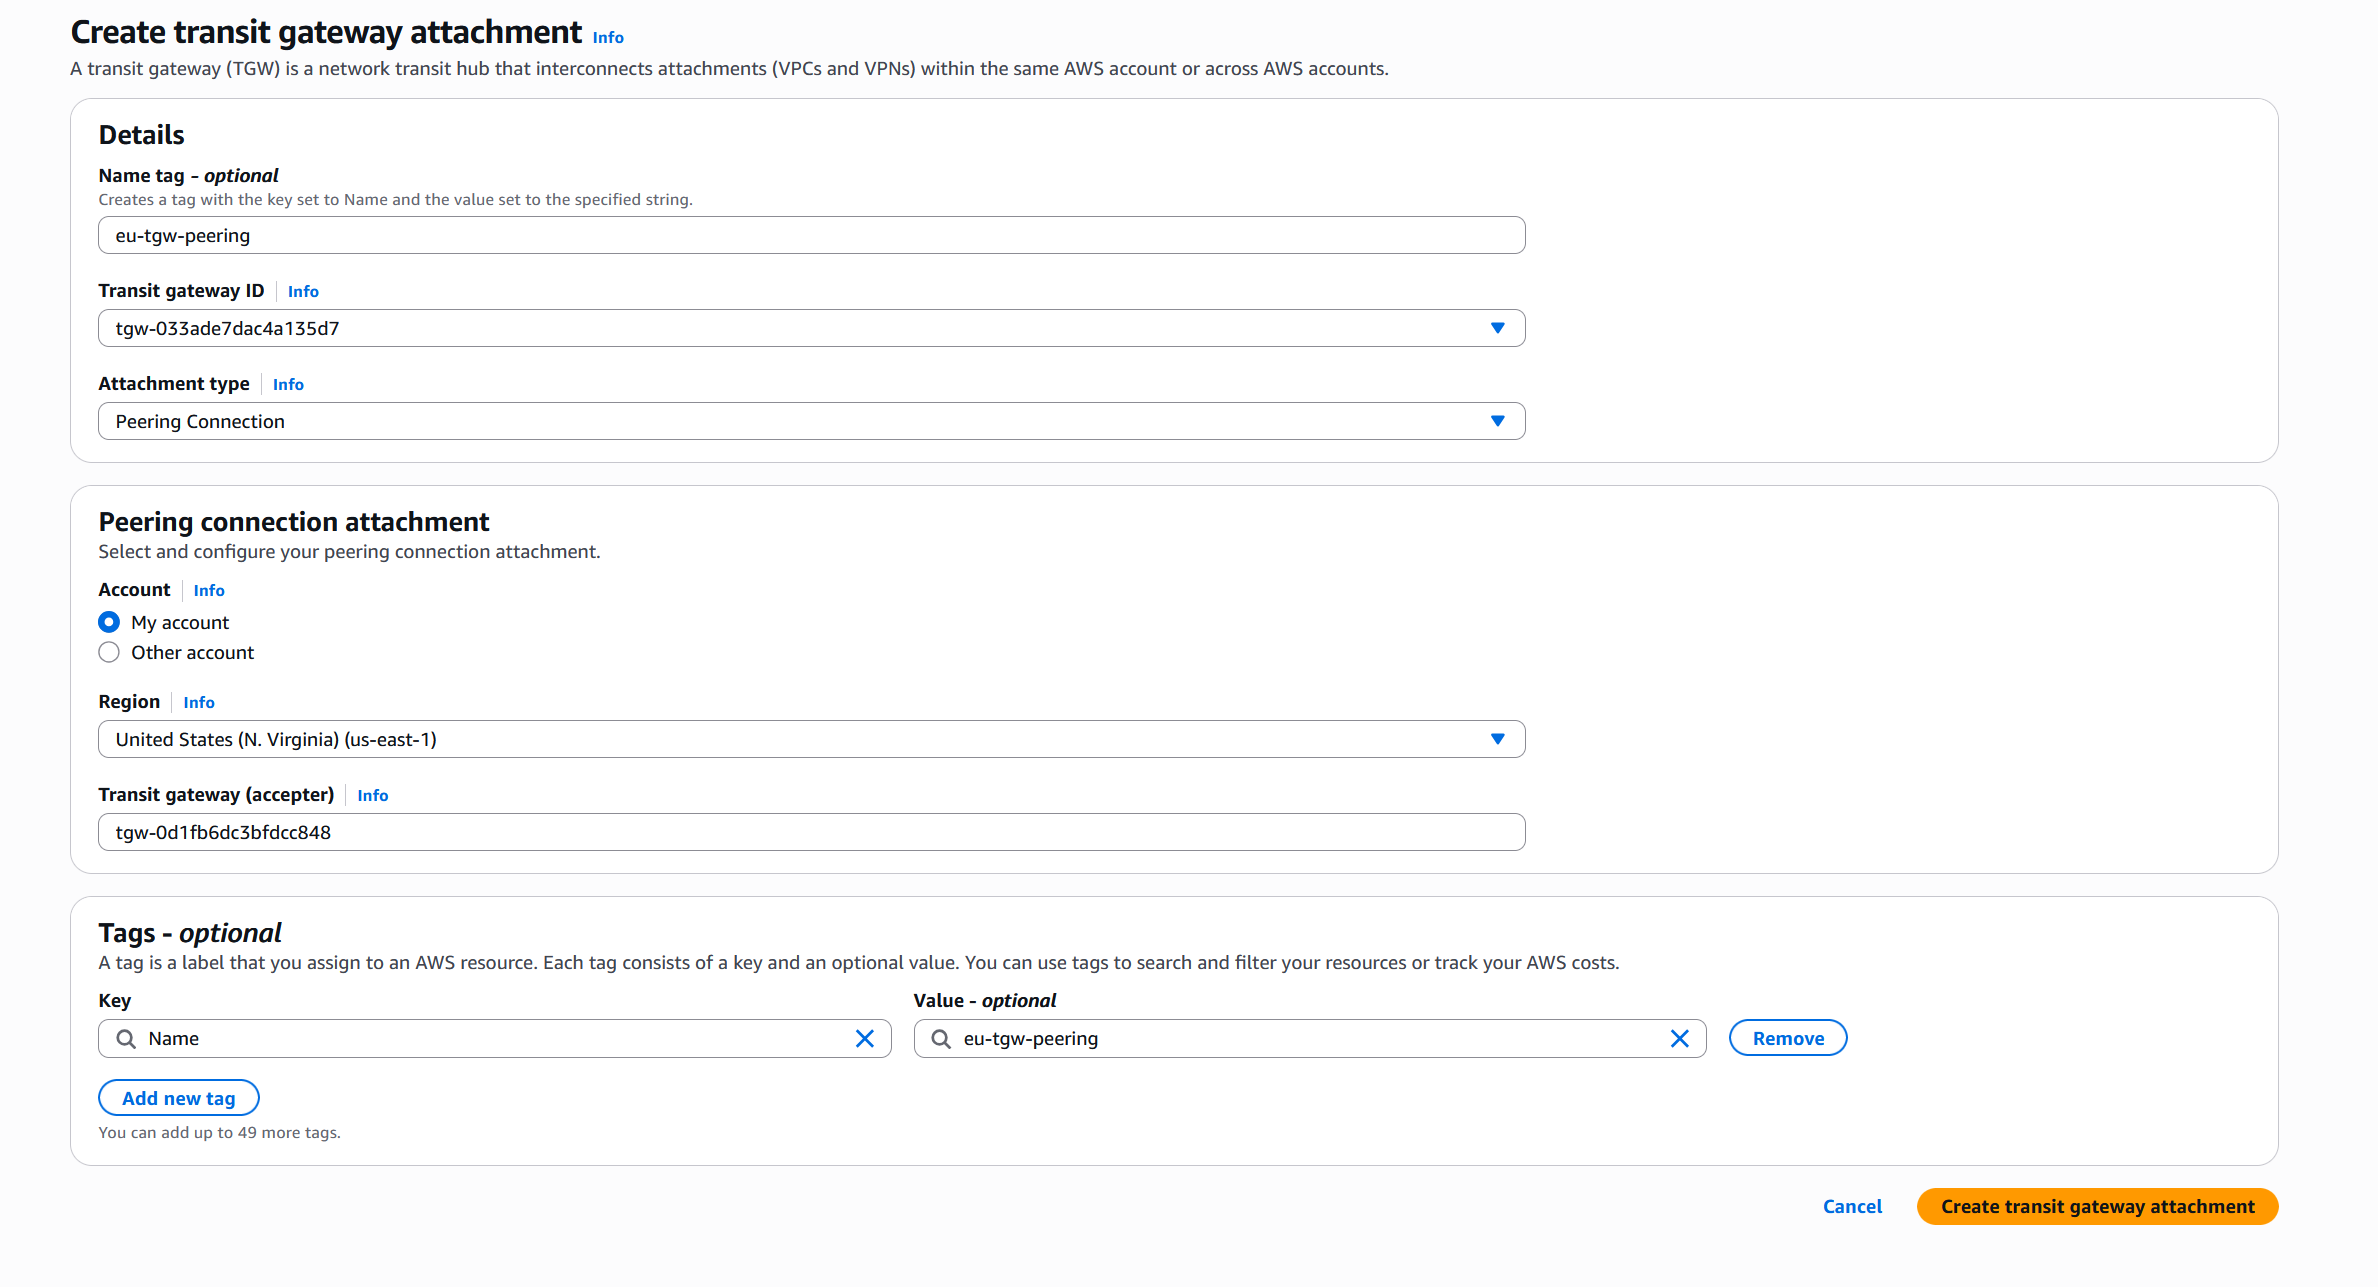 Create transit gateway attachment Info
A transit gateway (TGW) is a network transit hub that interconnects attachments (VPCs and VPNs) within the same AWS account or across AWS accounts.
Details
Name tag - optional
Creates a tag with the key set to Name and the value set to the specified string.
eu-tgw-peering
Transit gateway ID Info
tgw-033ade7dac4a135d7
Attachment type Info
Peering Connection
Peering connection attachment
Select and configure your peering connection attachment.
Account Info
My account
Other account
Region Info
United States (N. Virginia) (us-east-1)
Transit gateway (accepter) Info
tgw-0d1fb6dc3bfdcc848
Tags - optional
A tag is a label that you assign to an AWS resource. Each tag consists of a key and an optional value. You can use tags to search and filter your resources or track your AWS costs.
Key Value - optional
Name eu-tgw-peering Remove
Add new tag
You can add up to 49 more tags.
Cancel Create transit gateway attachment